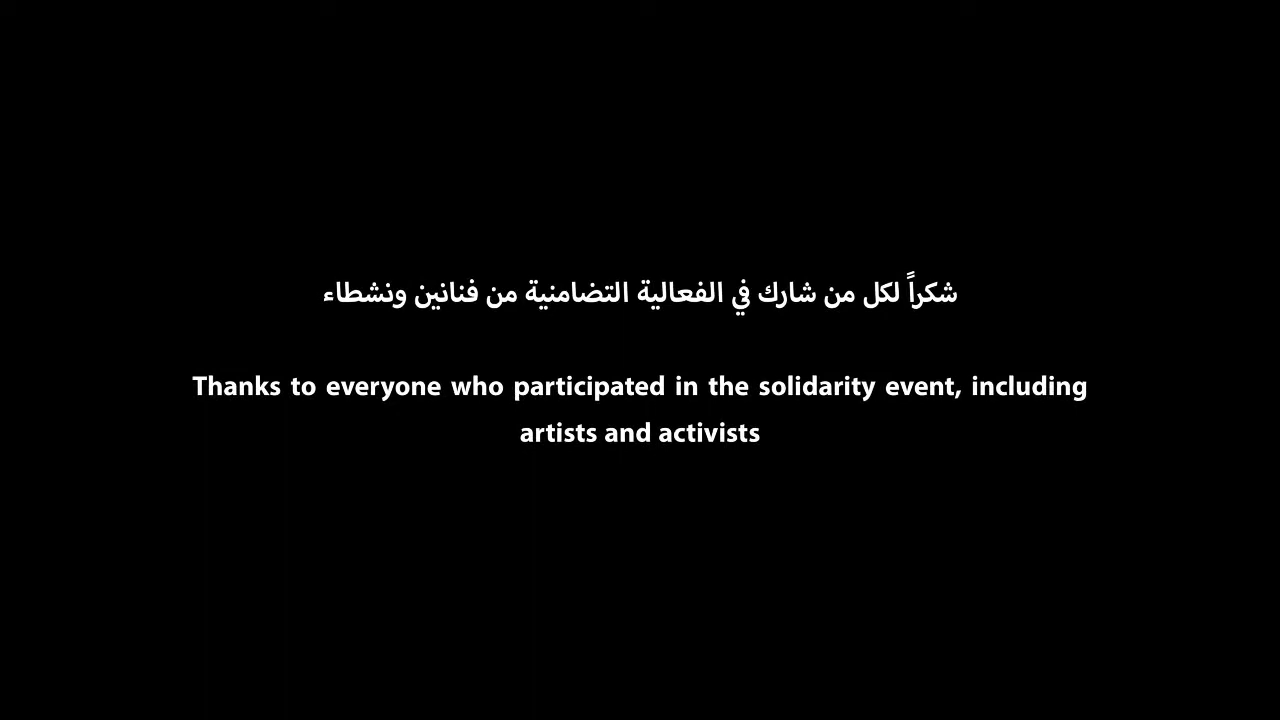 شكراً لكل من شارك في الفعالية التضامنية من فنانين ونشطاء
Thanks to everyone who participated in the solidarity event, including
artists and activists